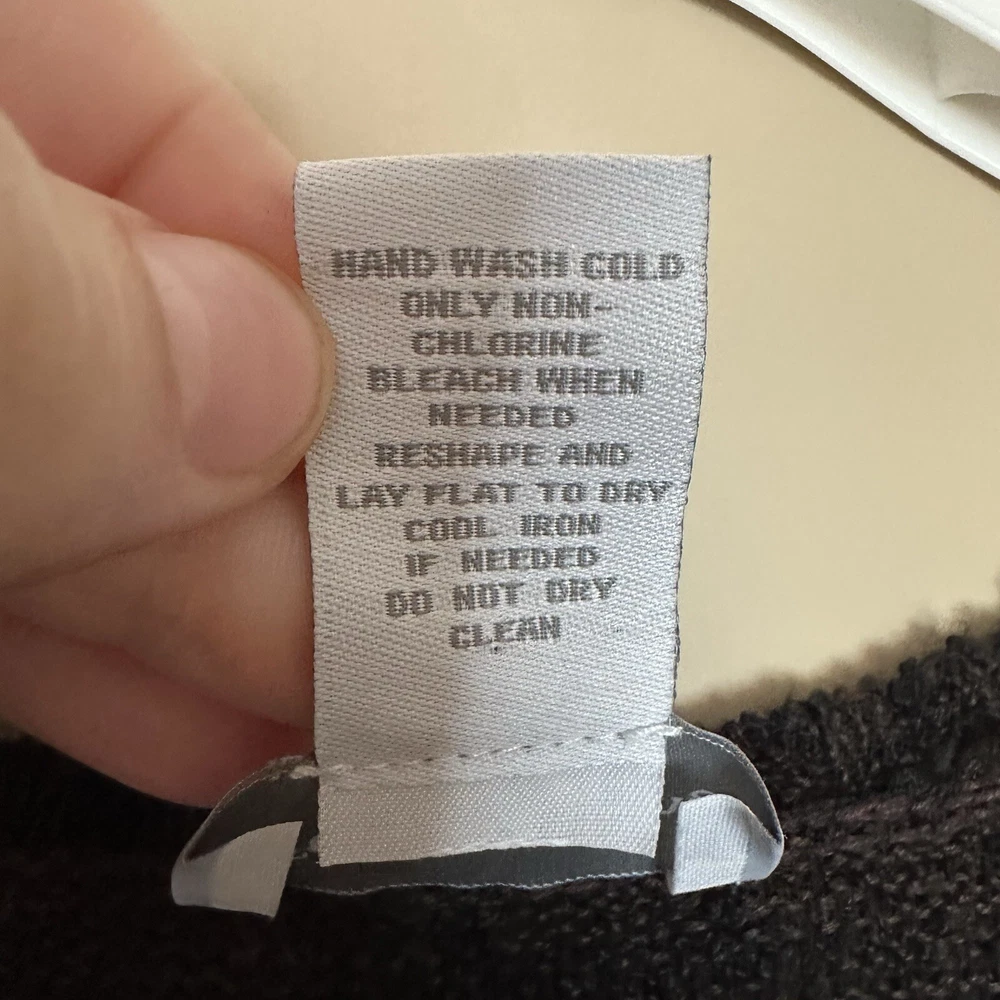 HAND WASH COLD
ONLY NON-
CHLORINE
BLEACH WHEN
NEEDED
RESHAPE AND
LAY FLAT TO DRY
COOL IRON
IF NEEDED
DO NOT DRY
CLEAN